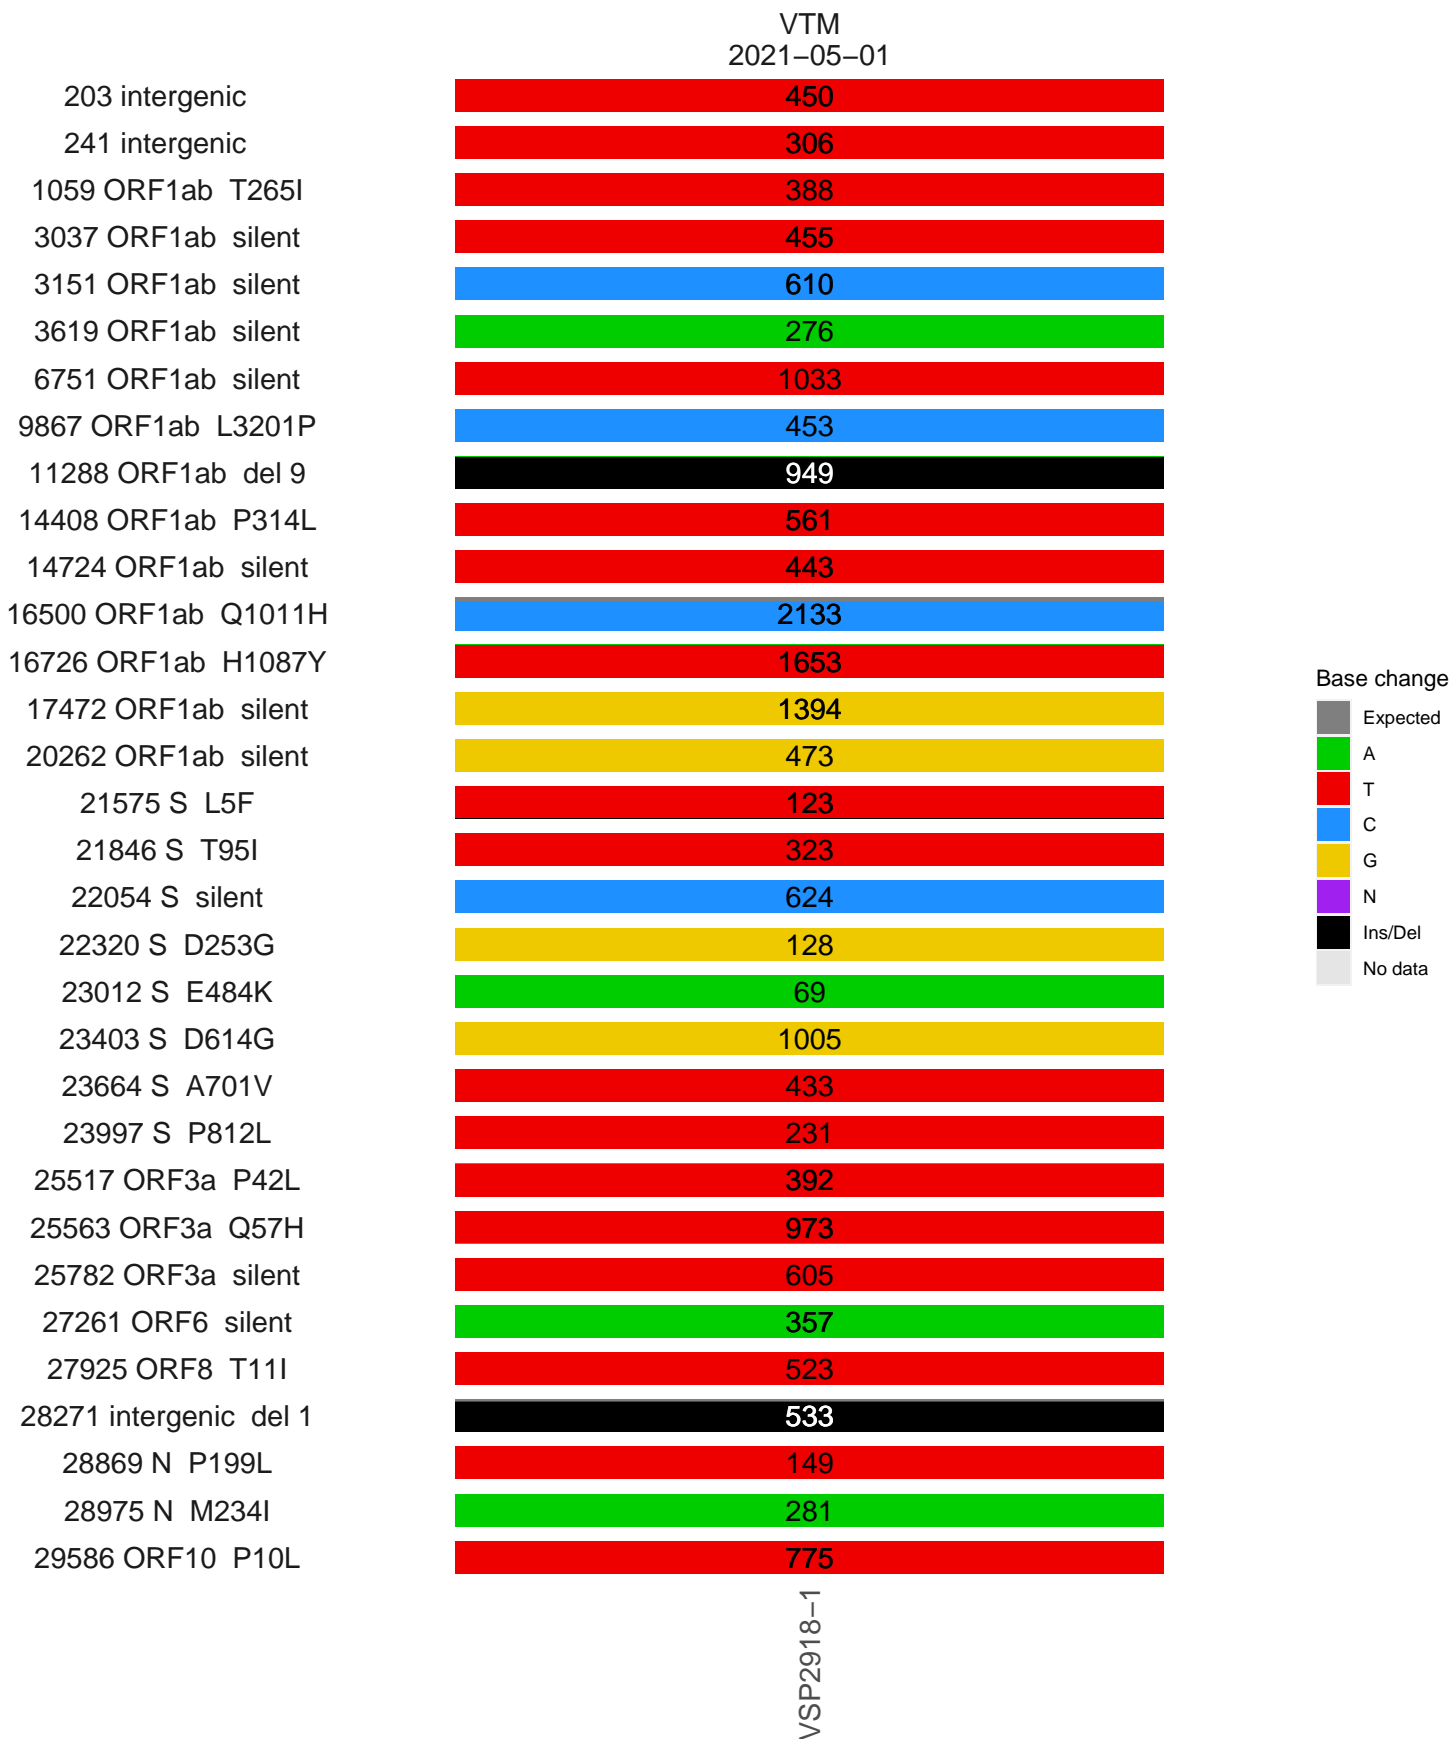 VTM
2021−05−01
203 intergenic 450
241 intergenic 306
1059 ORF1ab T265I 388
3037 ORF1ab silent 455
3151 ORF1ab silent 610
3619 ORF1ab silent 276
6751 ORF1ab silent 1033
9867 ORF1ab L3201P 453
11288 ORF1ab del 9 949
14408 ORF1ab P314L 561
14724 ORF1ab silent 443
16500 ORF1ab Q1011H 2133
16726 ORF1ab H1087Y 1653
17472 ORF1ab silent 1394
20262 ORF1ab silent 473
21575 S L5F 123
21846 S T95I 323
22054 S silent 624
22320 S D253G 128
23012 S E484K 69
23403 S D614G 1005
23664 S A701V 433
23997 S P812L 231
25517 ORF3a P42L 392
25563 ORF3a Q57H 973
25782 ORF3a silent 605
27261 ORF6 silent 357
27925 ORF8 T11I 523
28271 intergenic del 1 533
28869 N P199L 149
28975 N M234I 281
29586 ORF10 P10L 775
VSP2918−1
Base change
Expected
A
T
C
G
N
Ins/Del
No data